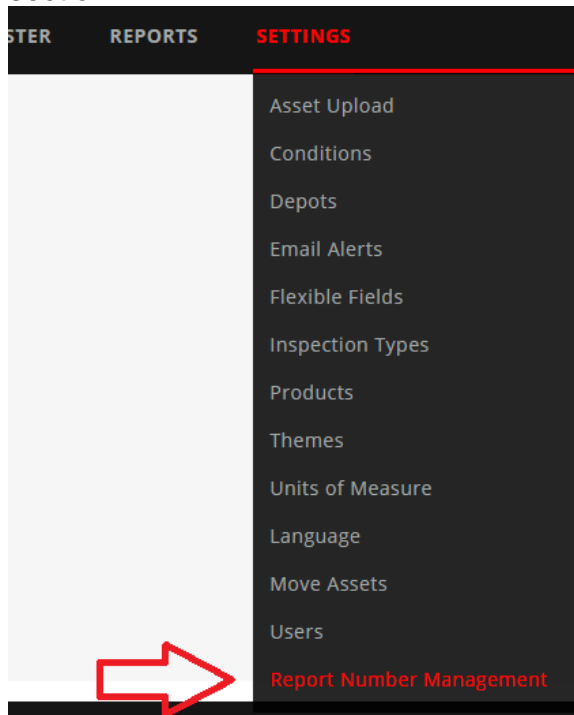 STER REPORTS SETTINGS
Asset Upload
Conditions
Depots
Email Alerts
Flexible Fields
Inspection Types
Products
Themes
Units of Measure
Language
Move Assets
Users
Report Number Management